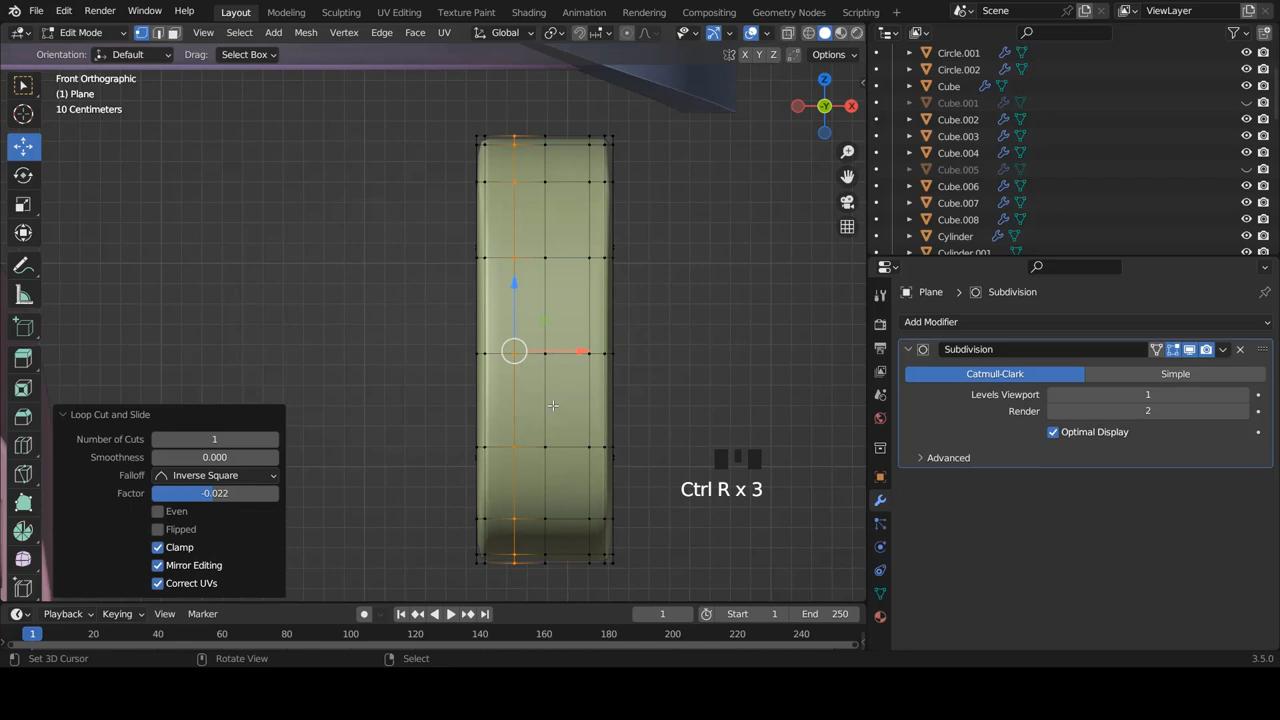 File Edit Render Window Help Layout Modeling Sculpting UV Editing Texture Paint Shading Animation Rendering Compositing Geometry Nodes Scripting Scene ViewLayer
Edit Mode View Select Add Mesh Vertex Edge Face UV Global
Orientation: Default Drag: Select Box X Y Z Options
Front Orthographic
(1) Plane
10 Centimeters
Z
Y
X
Circle.001
Circle.002
Cube
Cube.001
Cube.002
Cube.003
Cube.004
Cube.005
Cube.006
Cube.007
Cube.008
Cylinder
Cylinder.001
Plane > Subdivision
Add Modifier
Subdivision
Catmull-Clark Simple
Levels Viewport 1
Render 2
Optimal Display
Advanced
Loop Cut and Slide
Number of Cuts 1
Smoothness 0.000
Falloff Inverse Square
Factor -0.022
Even
Flipped
Clamp
Mirror Editing
Correct UVs
Ctrl R x 3
Playback Keying View Marker 1 Start 1 End 250
1 20 40 60 80 100 120 140 160 180 200 220 240
Set 3D Cursor Rotate View Select 3.5.0